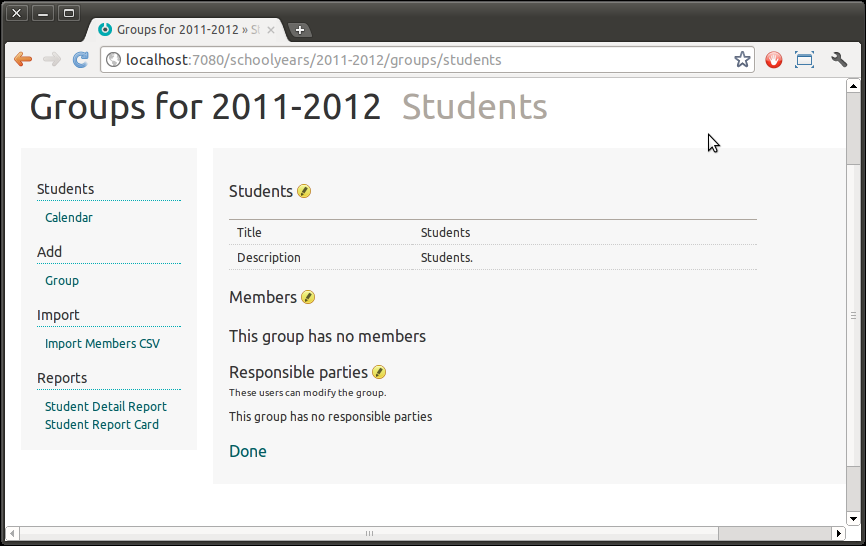 Groups for 2011-2012 » St
localhost:7080/schoolyears/2011-2012/groups/students
Groups for 2011-2012 Students
Students
Calendar
Add
Group
Import
Import Members CSV
Reports
Student Detail Report
Student Report Card
Students
Title Students
Description Students.
Members
This group has no members
Responsible parties
These users can modify the group.
This group has no responsible parties
Done